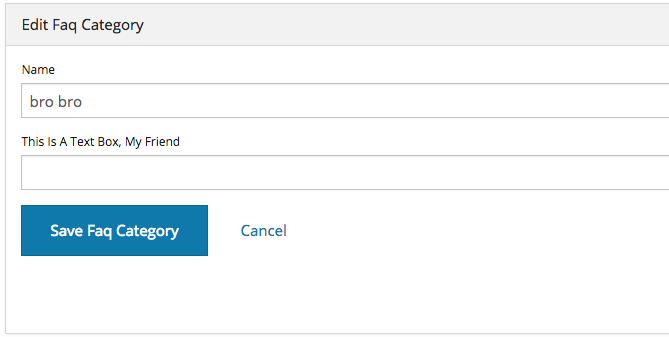 Edit Faq Category
Name
bro bro
This Is A Text Box, My Friend
Save Faq Category Cancel